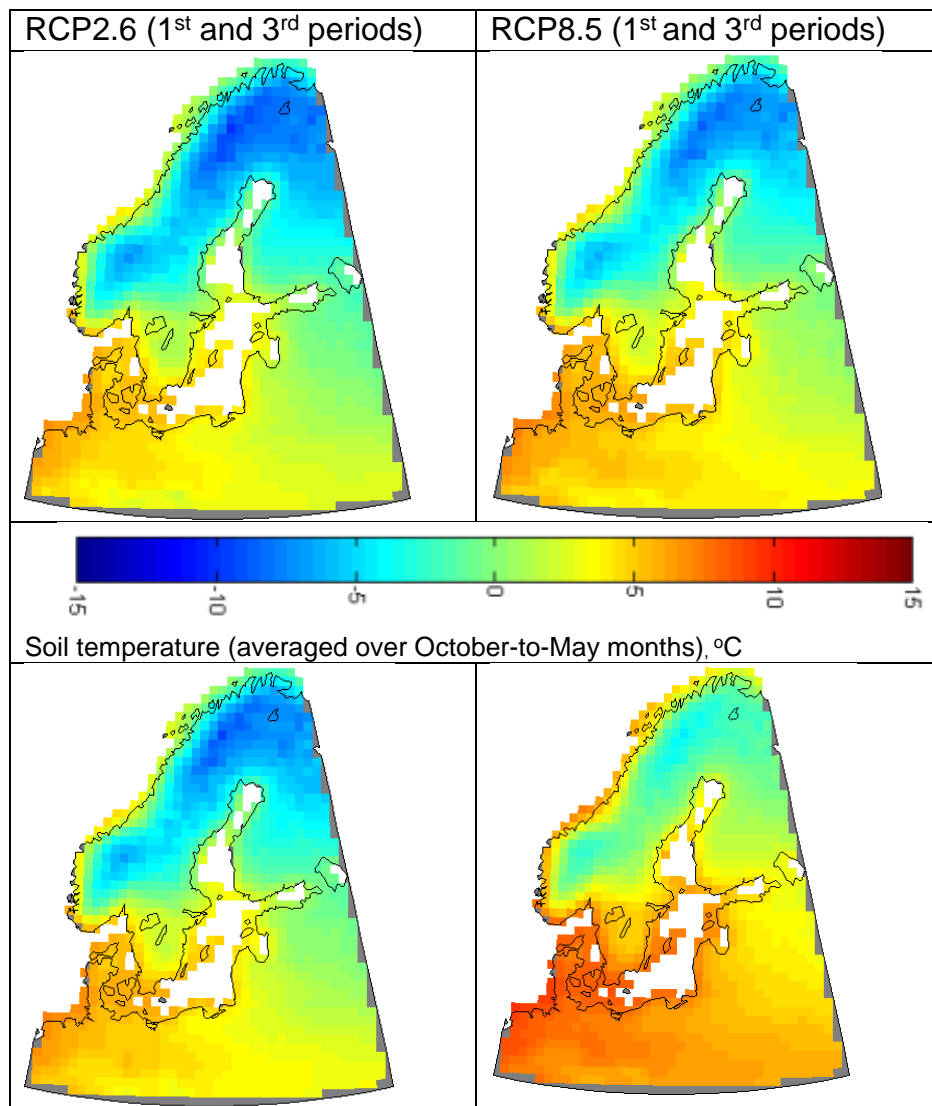 RCP2.6 (1st and 3rd periods)
RCP8.5 (1st and 3rd periods)
-15
-10
-5
0
5
10
15
Soil temperature (averaged over October-to-May months), oC